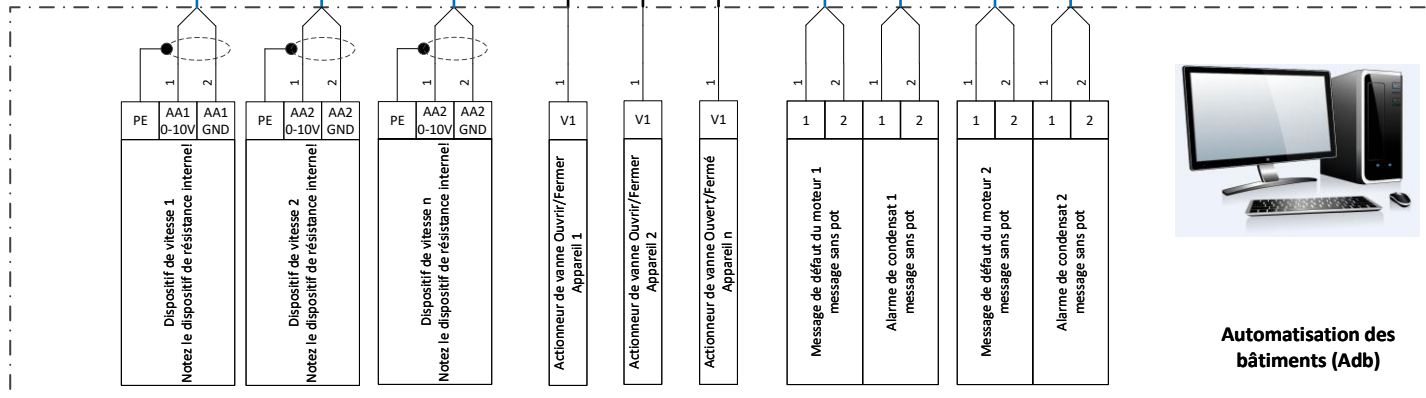 1
2
1
2
1
2
1
1
1
1
2
1
2
1
2
1
2
PE
AA1
0-10V
AA1
GND
PE
AA2
0-10V
AA2
GND
PE
AA2
0-10V
AA2
GND
V1
V1
V1
1
2
1
2
1
2
1
2
Dispositif de vitesse 1
Notez le dispositif de résistance interne!
Dispositif de vitesse 2
Notez le dispositif de résistance interne!
Dispositif de vitesse n
Notez le dispositif de résistance interne!
Actionneur de vanne Ouvrir/Fermer
Appareil 1
Actionneur de vanne Ouvrir/Fermer
Appareil 2
Actionneur de vanne Ouvert/Fermé
Appareil n
Message de défaut du moteur 1
message sans pot
Alarme de condensat 1
message sans pot
Message de défaut du moteur 2
message sans pot
Alarme de condensat 2
message sans pot
Automatisation des
bâtiments (Adb)